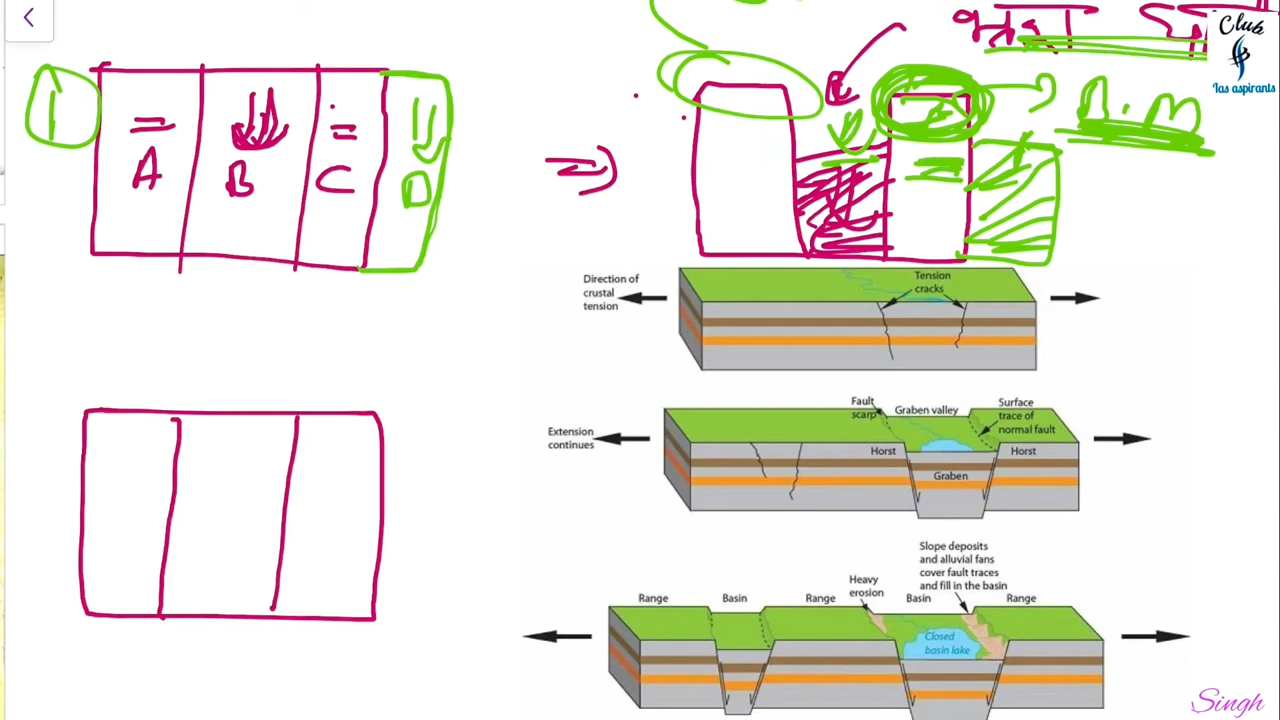 Club
Ias aspirants
A
B
C
D
B.M
Direction of
crustal
tension
Tension
cracks
Extension
continues
Fault
scarp
Graben valley
Surface
trace of
normal fault
Horst
Graben
Horst
Slope deposits
and alluvial fans
cover fault traces
and fill in the basin
Heavy
erosion
Range
Basin
Range
Basin
Range
Closed
basin lake
Singh